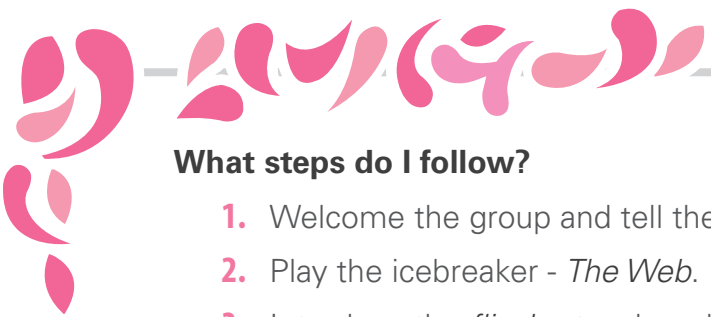 What steps do I follow?
1. Welcome the group and tell the
2. Play the icebreaker - The Web.